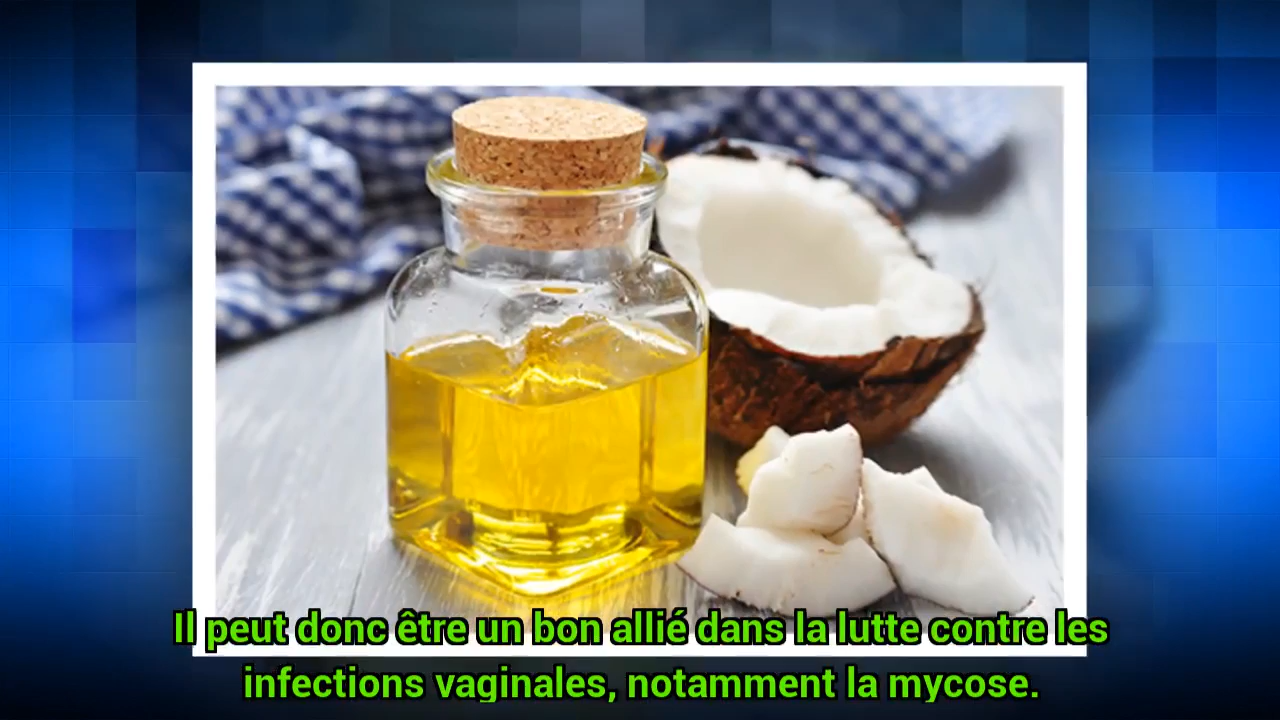 Il peut donc être un bon allié dans la lutte contre les
infections vaginales, notamment la mycose.